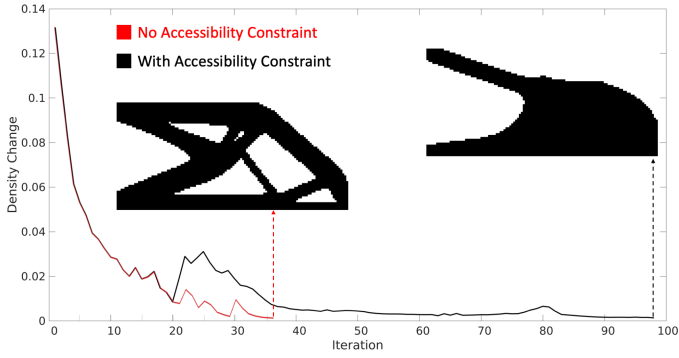 0.14
0.12
0.1
0.08
0.06
0.04
0.02
0
Density Change
No Accessibility Constraint
With Accessibility Constraint
0 10 20 30 40 50 60 70 80 90 100
Iteration